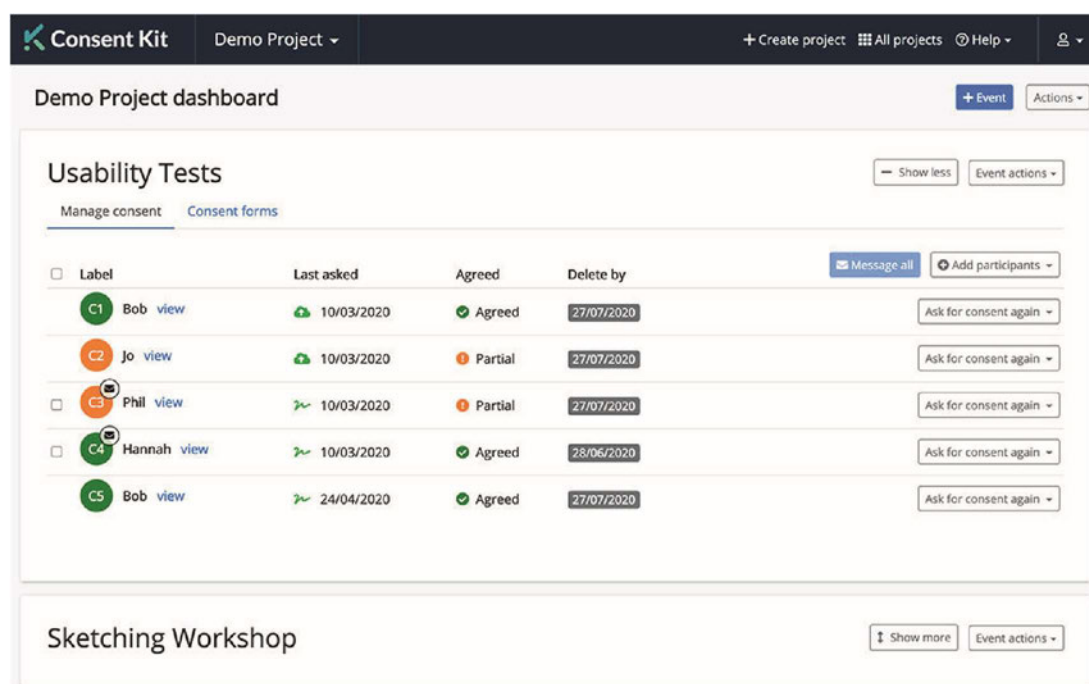 Consent Kit Demo Project + Create project All projects Help
Demo Project dashboard + Event Actions
Usability Tests − Show less Event actions
Manage consent Consent forms
Label Last asked Agreed Delete by Message all Add participants
C1 Bob view 10/03/2020 Agreed 27/07/2020 Ask for consent again
C2 Jo view 10/03/2020 Partial 27/07/2020 Ask for consent again
C3 Phil view 10/03/2020 Partial 27/07/2020 Ask for consent again
C4 Hannah view 10/03/2020 Agreed 28/06/2020 Ask for consent again
C5 Bob view 24/04/2020 Agreed 27/07/2020 Ask for consent again
Sketching Workshop Show more Event actions